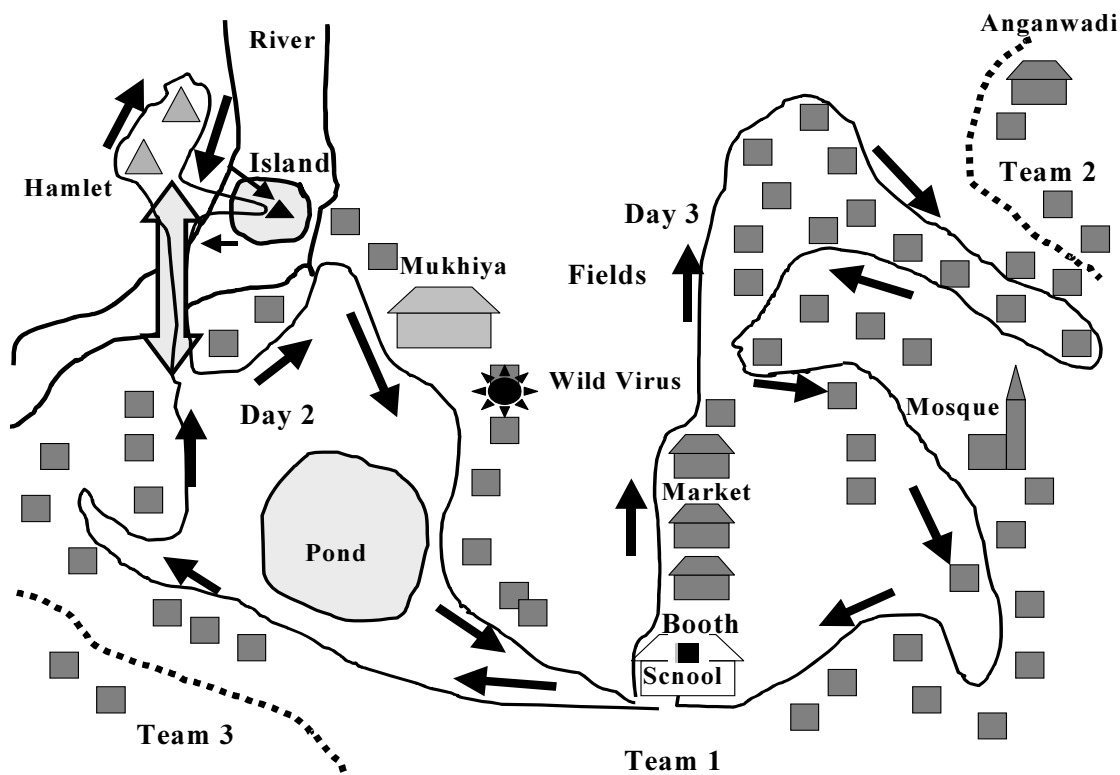 River
Anganwadi
Island
Hamlet
Team 2
Day 3
Mukhiya
Fields
Wild Virus
Day 2
Mosque
Market
Pond
Booth
School
Team 3
Team 1